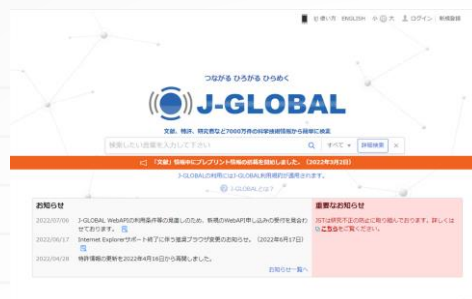 使い方 ENGLISH 小 中 大 ログイン 新規登録
つながる ひろがる ひらめく
J-GLOBAL
文献、特許、研究者など7000万件の科学技術情報から簡単に検索
検索したい言葉を入力して下さい すべて 詳細検索 ×
「文献」情報中にプレプリント情報の搭載を開始しました。（2022年3月2日）
J-GLOBALの利用にはJ-GLOBAL利用規約が適用されます。
J-GLOBALとは？
お知らせ
2022/07/06 J-GLOBAL WebAPIの利用条件等の見直しのため、新規のWebAPI申し込みの受付を見合わ
せております。
2022/06/17 Internet Explorerサポート終了に伴う推奨ブラウザ変更のお知らせ。（2022年6月17日）
2022/04/28 特許情報の更新を2022年4月16日から再開しました。
お知らせ一覧へ
重要なお知らせ
JSTは研究不正の防止に取り組んでおります。詳しくは
こちらをご覧ください。